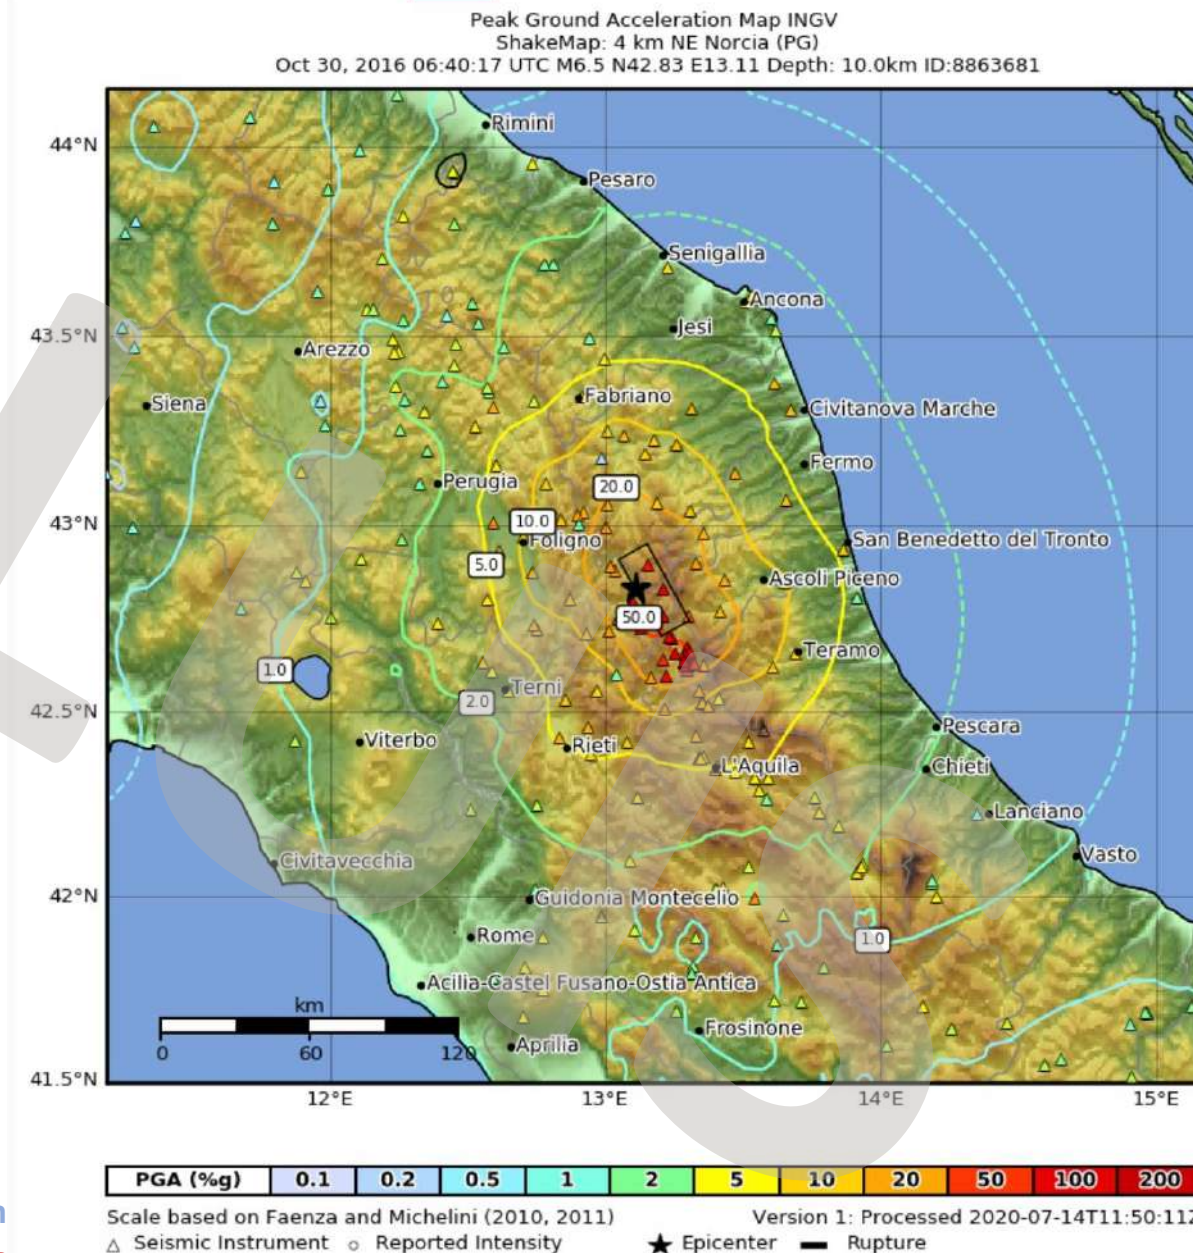 Peak Ground Acceleration Map INGV
ShakeMap: 4 km NE Norcia (PG)
Oct 30, 2016 06:40:17 UTC M6.5 N42.83 E13.11 Depth: 10.0km ID:8863681
Rimini
44°N
Pesaro
Senigallia
Ancona
Jesi
43.5°N
Arezzo
Fabriano
Siena
Civitanova Marche
Fermo
Perugia
20.0
10.0
43°N
Foligno
San Benedetto del Tronto
5.0
Ascoli Piceno
50.0
Teramo
1.0
Terni
2.0
42.5°N
Pescara
Viterbo
Rieti
L'Aquila
Chieti
Lanciano
Civitavecchia
Vasto
42°N
Guidonia Montecelio
Rome
1.0
Acilia-Castel Fusano-Ostia Antica
km
Frosinone
0 60 120
Aprilia
41.5°N
12°E 13°E 14°E 15°E
PGA (%g) 0.1 0.2 0.5 1 2 5 10 20 50 100 200
Scale based on Faenza and Michelini (2010, 2011) Version 1: Processed 2020-07-14T11:50:11
Seismic Instrument Reported Intensity Epicenter Rupture